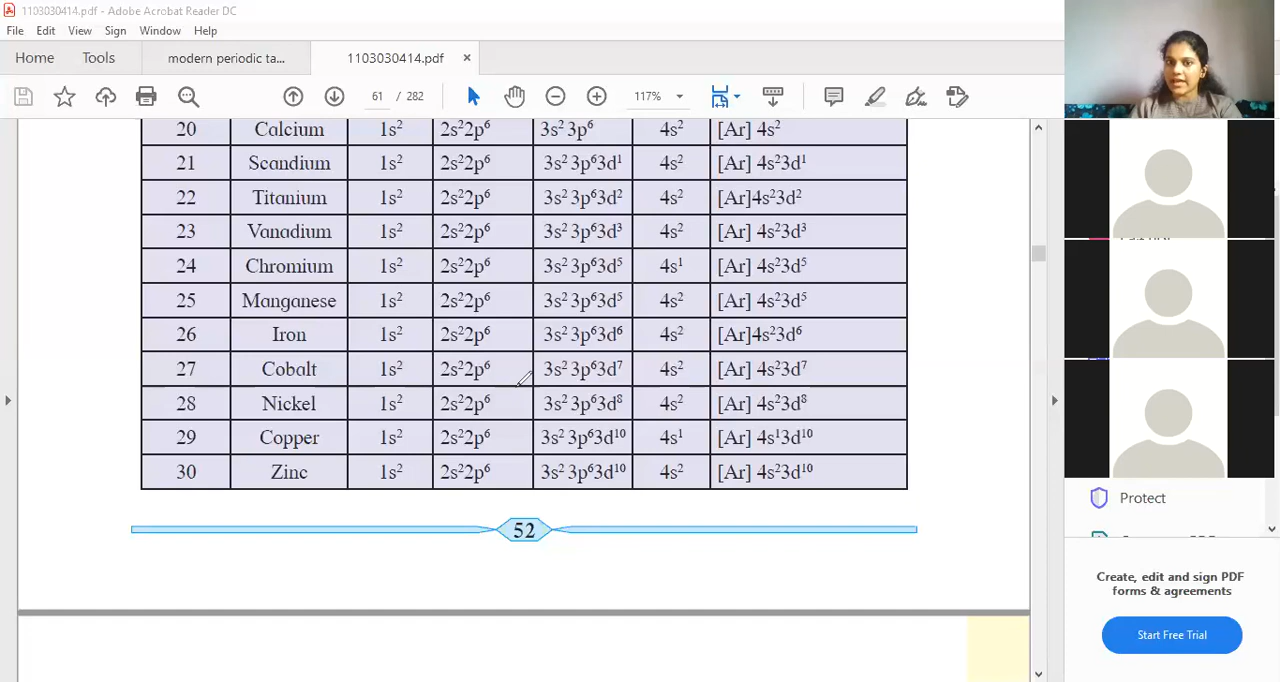 1103030414.pdf - Adobe Acrobat Reader DC
File Edit View Sign Window Help
Home Tools modern periodic ta... 1103030414.pdf ×
61 / 282 117%
20 Calcium 1s² 2s²2p⁶ 3s² 3p⁶ 4s² [Ar] 4s²
21 Scandium 1s² 2s²2p⁶ 3s² 3p⁶3d¹ 4s² [Ar] 4s²3d¹
22 Titanium 1s² 2s²2p⁶ 3s² 3p⁶3d² 4s² [Ar]4s²3d²
23 Vanadium 1s² 2s²2p⁶ 3s² 3p⁶3d³ 4s² [Ar] 4s²3d³
24 Chromium 1s² 2s²2p⁶ 3s² 3p⁶3d⁵ 4s¹ [Ar] 4s²3d⁵
25 Manganese 1s² 2s²2p⁶ 3s² 3p⁶3d⁵ 4s² [Ar] 4s²3d⁵
26 Iron 1s² 2s²2p⁶ 3s² 3p⁶3d⁶ 4s² [Ar]4s²3d⁶
27 Cobalt 1s² 2s²2p⁶ 3s² 3p⁶3d⁷ 4s² [Ar] 4s²3d⁷
28 Nickel 1s² 2s²2p⁶ 3s² 3p⁶3d⁸ 4s² [Ar] 4s²3d⁸
29 Copper 1s² 2s²2p⁶ 3s² 3p⁶3d¹⁰ 4s¹ [Ar] 4s¹3d¹⁰
30 Zinc 1s² 2s²2p⁶ 3s² 3p⁶3d¹⁰ 4s² [Ar] 4s²3d¹⁰
52
Protect
Create, edit and sign PDF
forms & agreements
Start Free Trial